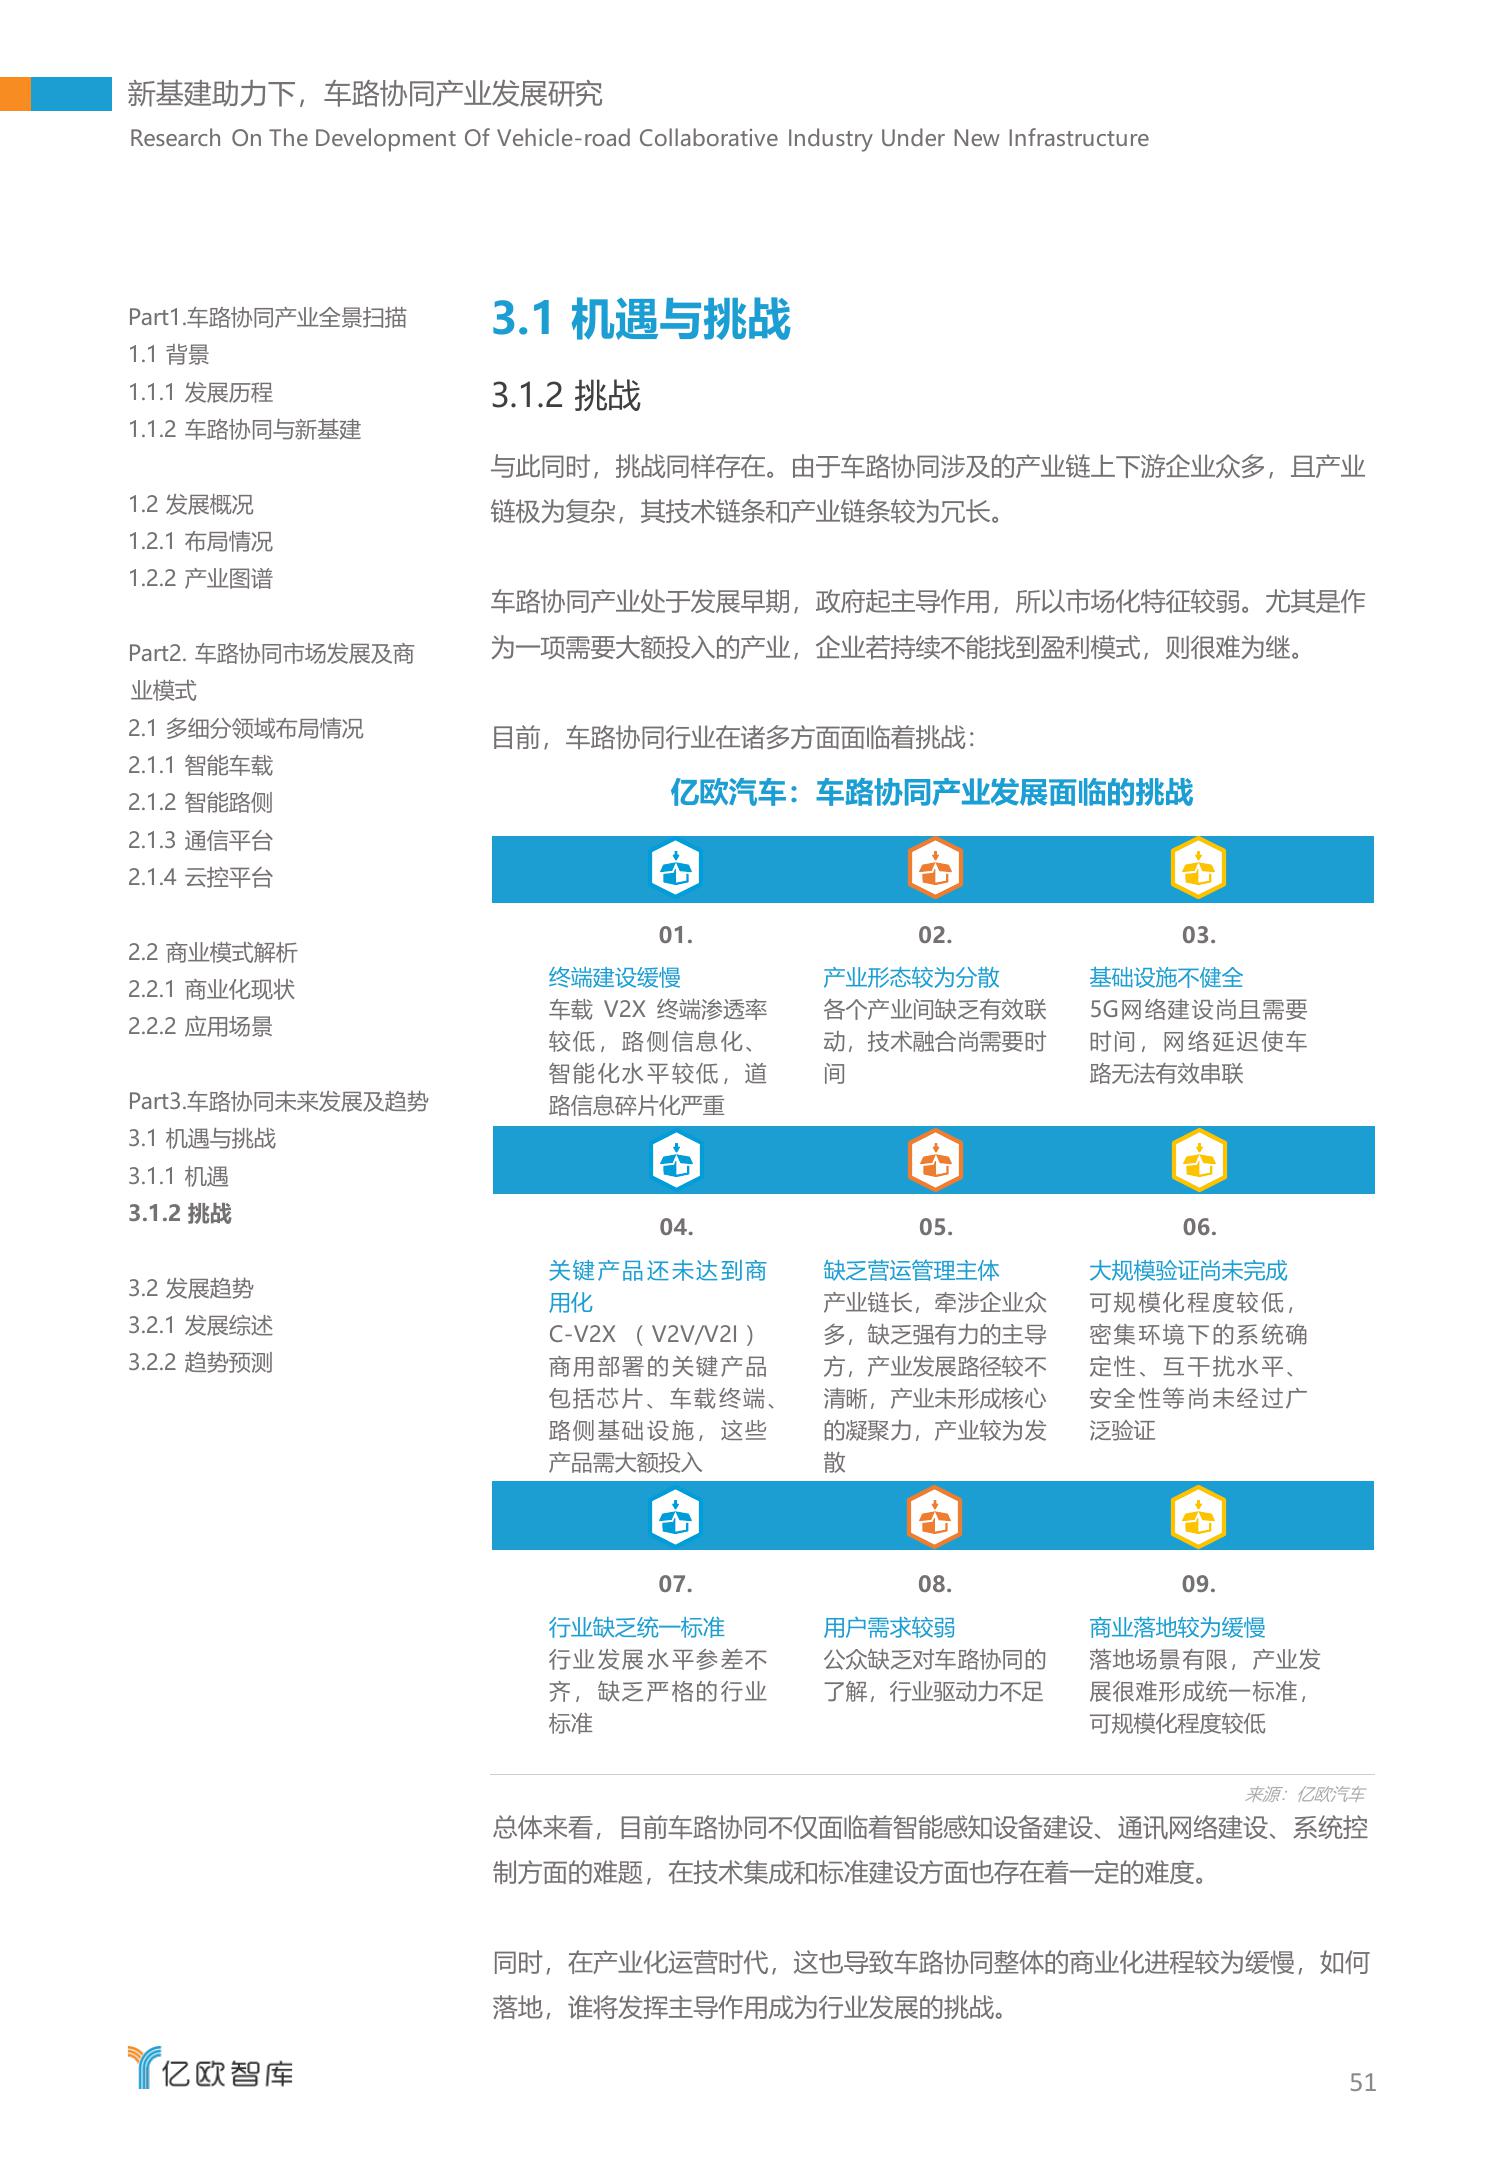 新基建助力下，车路协同产业发展研究
Research On The Development Of Vehicle-road Collaborative Industry Under New Infrastructure
Part1.车路协同产业全景扫描
1.1 背景
1.1.1 发展历程
1.1.2 车路协同与新基建
1.2 发展概况
1.2.1 布局情况
1.2.2 产业图谱
Part2. 车路协同市场发展及商
业模式
2.1 多细分领域布局情况
2.1.1 智能车载
2.1.2 智能路侧
2.1.3 通信平台
2.1.4 云控平台
2.2 商业模式解析
2.2.1 商业化现状
2.2.2 应用场景
Part3.车路协同未来发展及趋势
3.1 机遇与挑战
3.1.1 机遇
3.1.2 挑战
3.2 发展趋势
3.2.1 发展综述
3.2.2 趋势预测
3.1 机遇与挑战
3.1.2 挑战
与此同时，挑战同样存在。由于车路协同涉及的产业链上下游企业众多，且产业
链极为复杂，其技术链条和产业链条较为冗长。
车路协同产业处于发展早期，政府起主导作用，所以市场化特征较弱。尤其是作
为一项需要大额投入的产业，企业若持续不能找到盈利模式，则很难为继。
目前，车路协同行业在诸多方面面临着挑战：
亿欧汽车：车路协同产业发展面临的挑战
01.
终端建设缓慢
车载 V2X 终端渗透率
较低，路侧信息化、
智能化水平较低，道
路信息碎片化严重
02.
产业形态较为分散
各个产业间缺乏有效联
动，技术融合尚需要时
间
03.
基础设施不健全
5G网络建设尚且需要
时间，网络延迟使车
路无法有效串联
04.
关键产品还未达到商
用化
C-V2X （V2V/V2I）
商用部署的关键产品
包括芯片、车载终端、
路侧基础设施，这些
产品需大额投入
05.
缺乏营运管理主体
产业链长，牵涉企业众
多，缺乏强有力的主导
方，产业发展路径较不
清晰，产业未形成核心
的凝聚力，产业较为发
散
06.
大规模验证尚未完成
可规模化程度较低，
密集环境下的系统确
定性、互干扰水平、
安全性等尚未经过广
泛验证
07.
行业缺乏统一标准
行业发展水平参差不
齐，缺乏严格的行业
标准
08.
用户需求较弱
公众缺乏对车路协同的
了解，行业驱动力不足
09.
商业落地较为缓慢
落地场景有限，产业发
展很难形成统一标准，
可规模化程度较低
来源：亿欧汽车
总体来看，目前车路协同不仅面临着智能感知设备建设、通讯网络建设、系统控
制方面的难题，在技术集成和标准建设方面也存在着一定的难度。
同时，在产业化运营时代，这也导致车路协同整体的商业化进程较为缓慢，如何
落地，谁将发挥主导作用成为行业发展的挑战。
亿欧智库
51